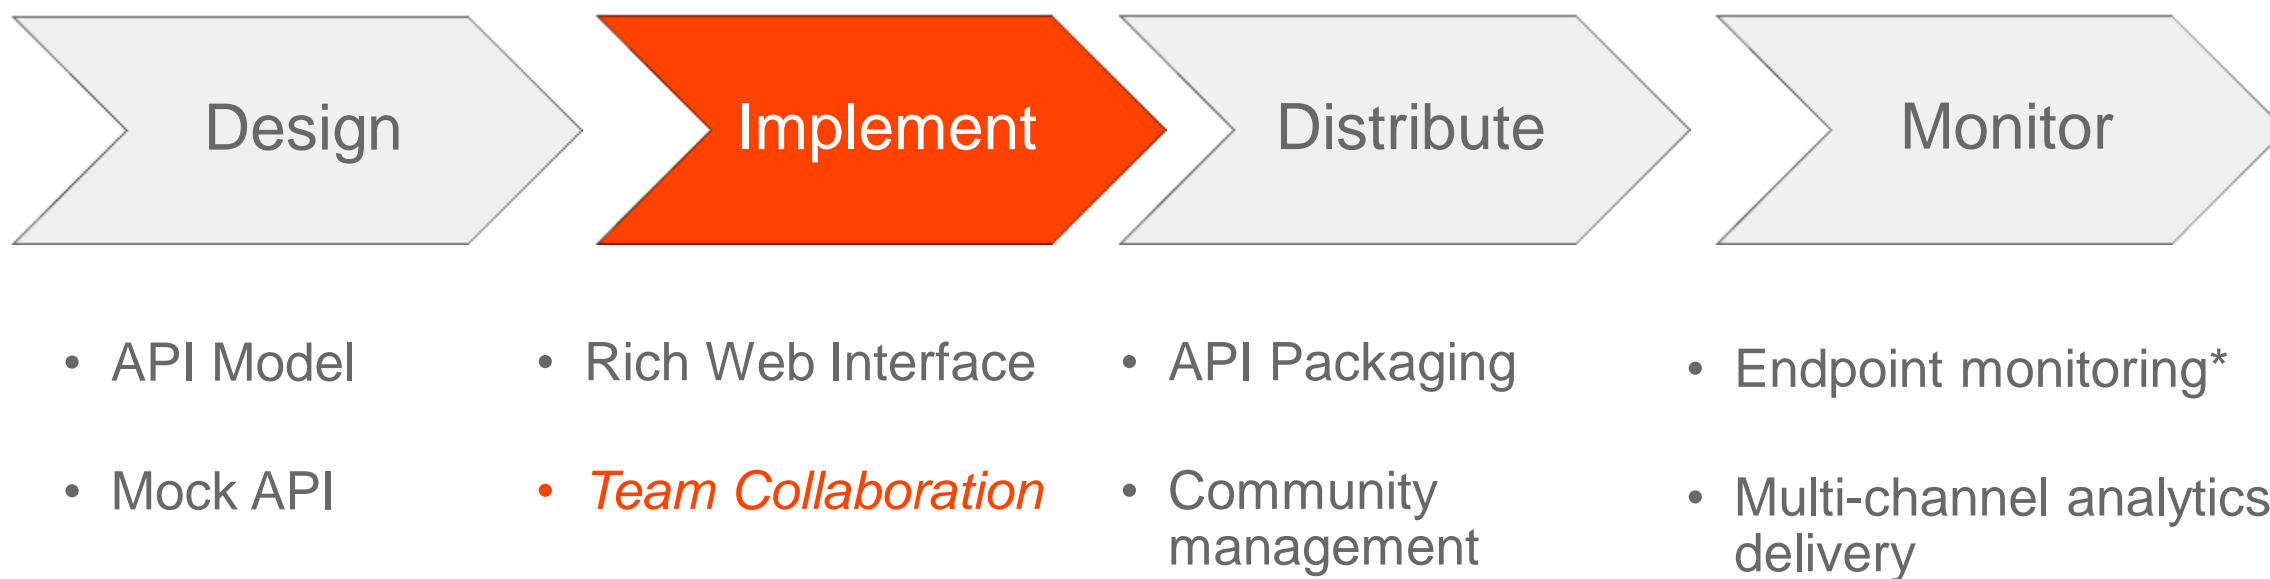 Design
Implement
Distribute
Monitor
• API Model
• Mock API
• Rich Web Interface
• Team Collaboration
• API Packaging
• Community
management
• Endpoint monitoring*
• Multi-channel analytics
delivery